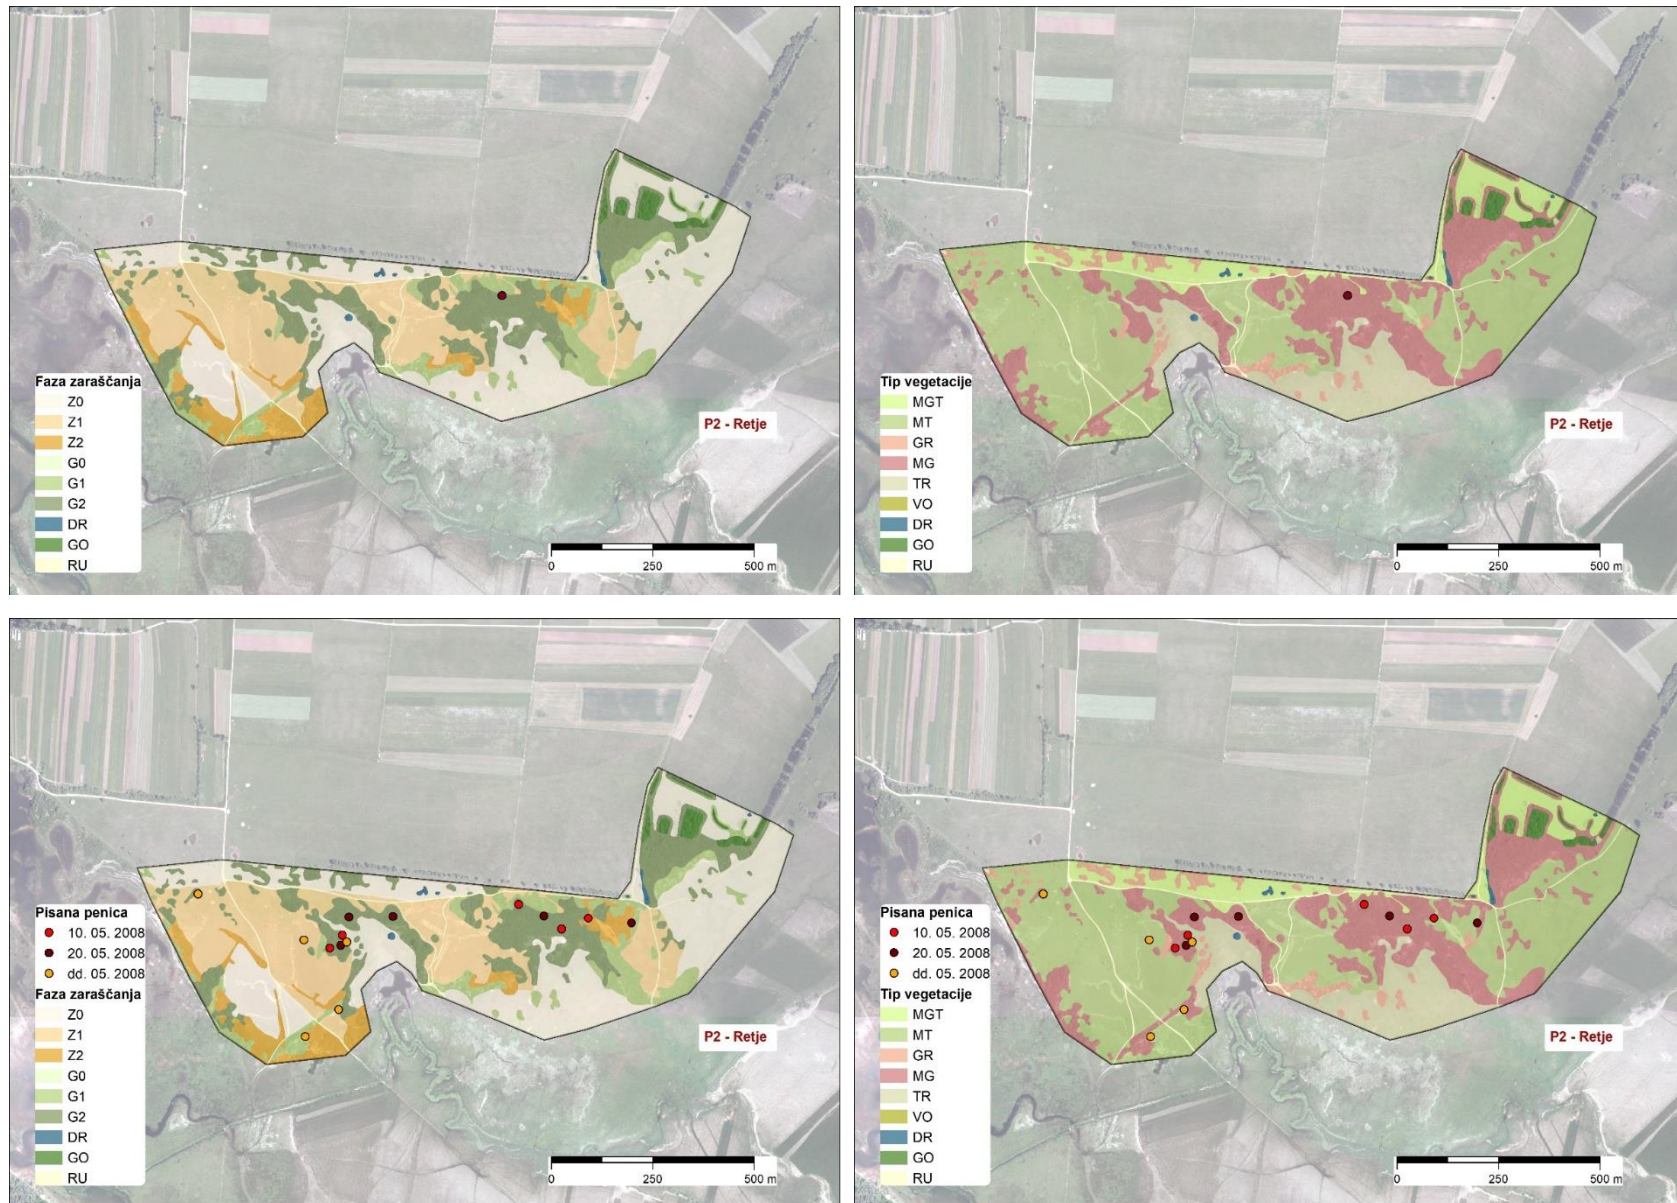 Faza zaraščanja
Z0
Z1
Z2
G0
G1
G2
DR
GO
RU
P2 - Retje
0 250 500 m
Tip vegetacije
MGT
MT
GR
MG
TR
VO
DR
GO
RU
P2 - Retje
0 250 500 m
Pisana penica
10. 05. 2008
20. 05. 2008
dd. 05. 2008
Faza zaraščanja
Z0
Z1
Z2
G0
G1
G2
DR
GO
RU
P2 - Retje
0 250 500 m
Pisana penica
10. 05. 2008
20. 05. 2008
dd. 05. 2008
Tip vegetacije
MGT
MT
GR
MG
TR
VO
DR
GO
RU
P2 - Retje
0 250 500 m